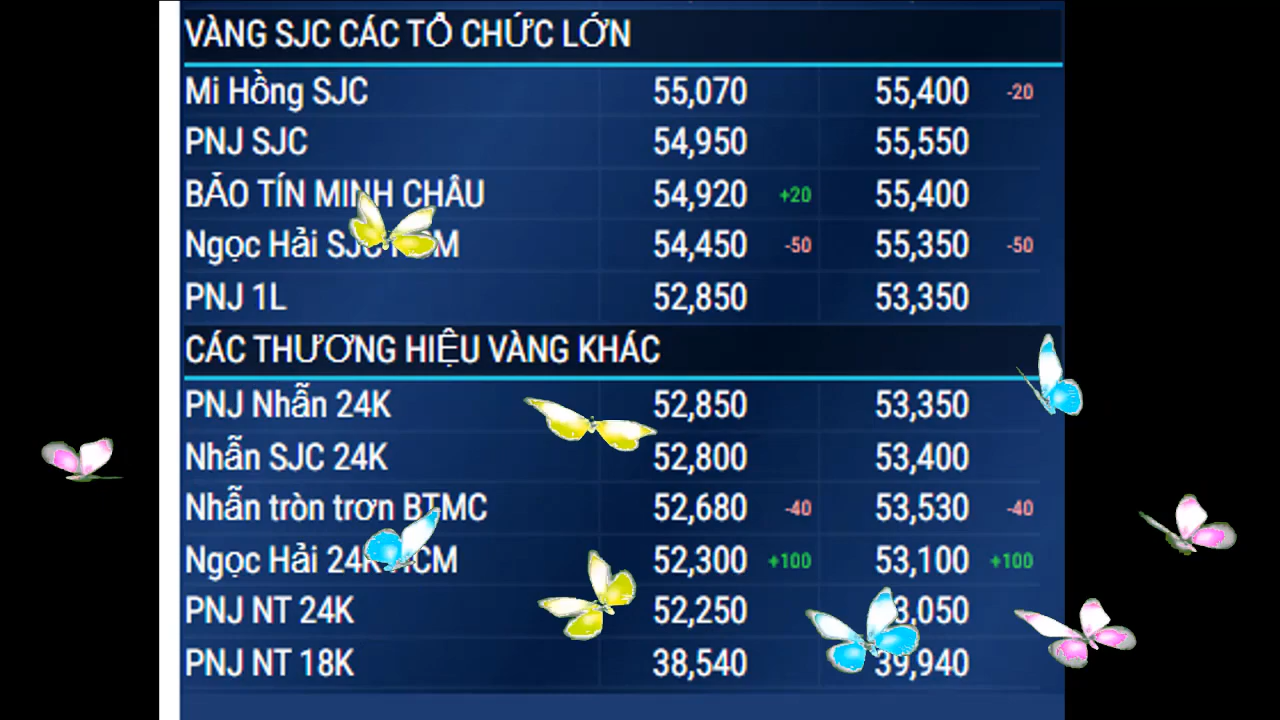 VÀNG SJC CÁC TỔ CHỨC LỚN
Mi Hồng SJC 55,070 55,400 -20
PNJ SJC 54,950 55,550
BẢO TÍN MINH CHÂU 54,920 +20 55,400
Ngọc Hải 54,450 -50 55,350 -50
PNJ 1L 52,850 53,350
CÁC THƯƠNG HIỆU VÀNG KHÁC
PNJ Nhẫn 24K 52,850 53,350
Nhẫn SJC 24K 52,800 53,400
Nhẫn tròn trơn BTMC 52,680 -40 53,530 -40
Ngọc Hải 24K HCM 52,300 +100 53,100 +100
PNJ NT 24K 52,250
PNJ NT 18K 38,540 39,940